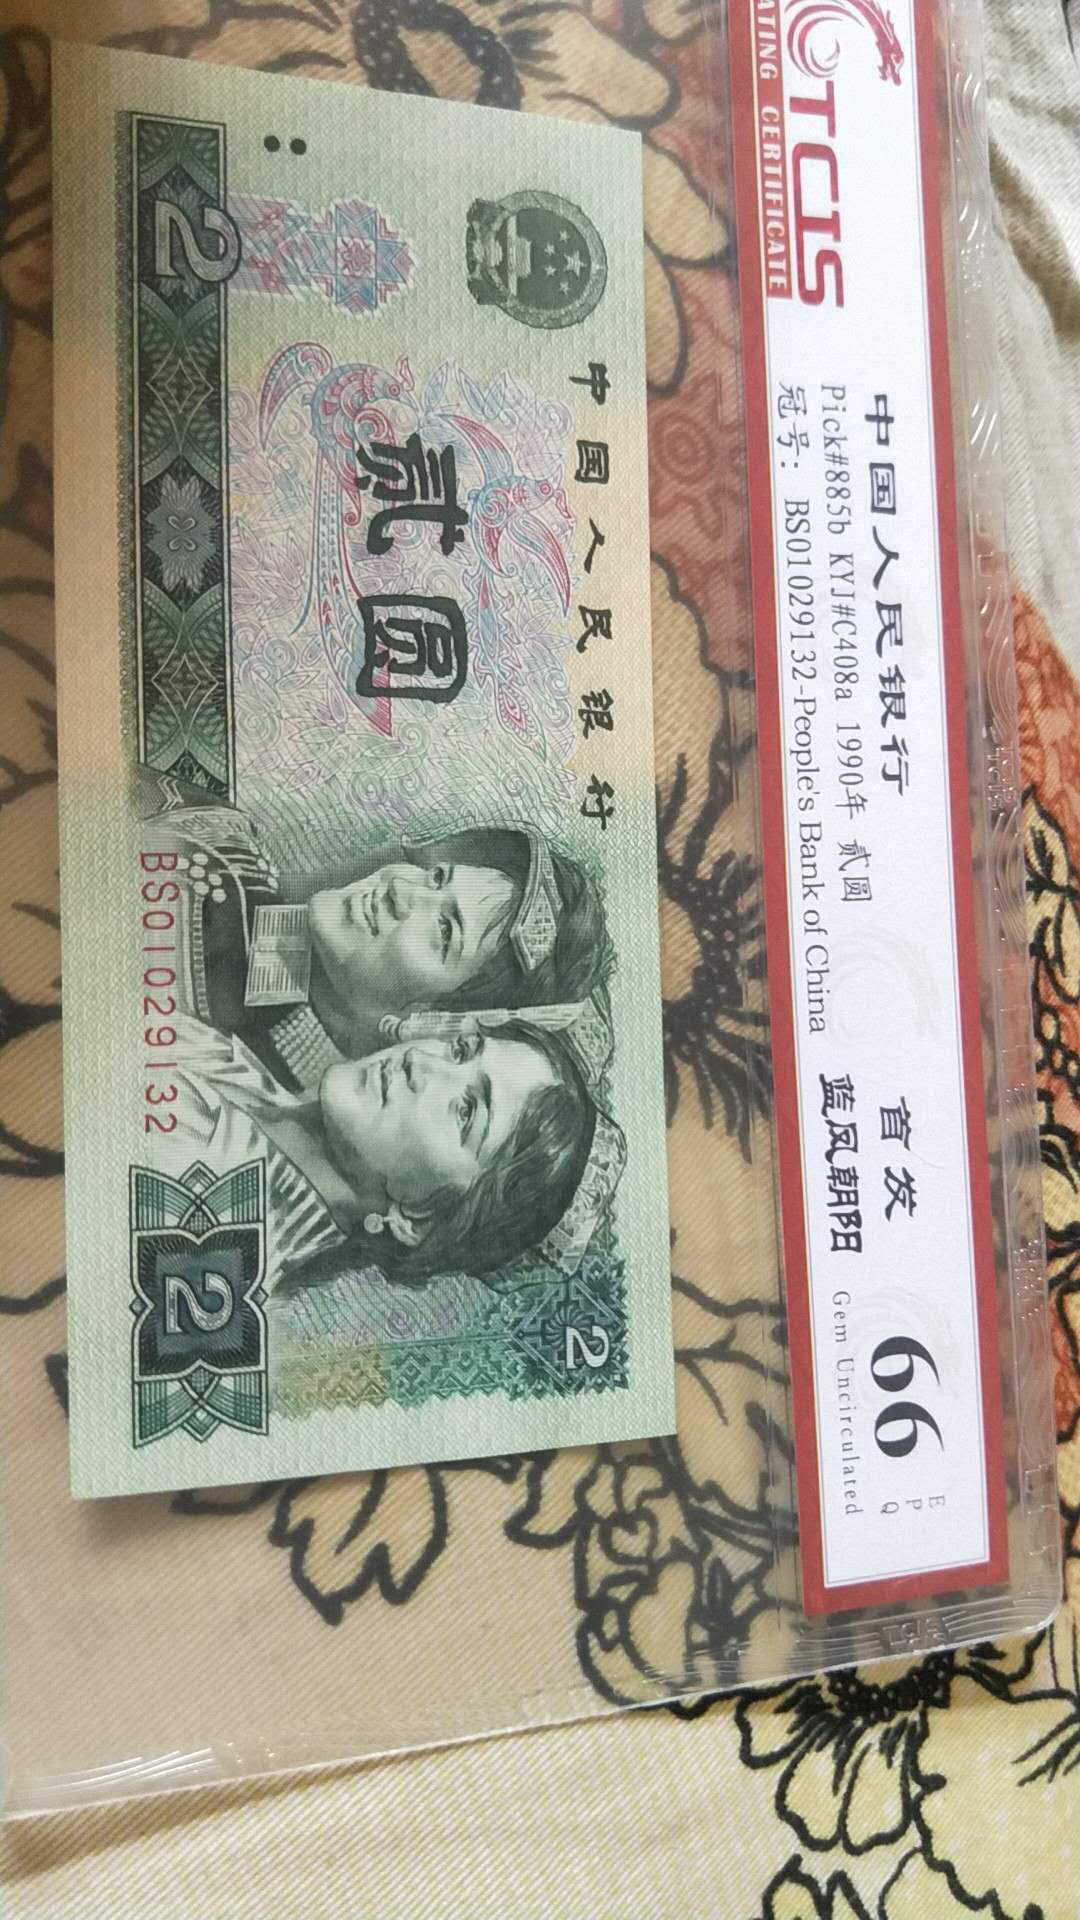 TCIS
ATING CERTIFICATE
中国人民银行
Pick#885b KYJ#C408a 1990年 贰圆
冠号: BS01029132-People's Bank of China
首发
蓝凤朝阳
66
E
P
Q
Gem Uncirculated
中国人民银行
贰圆
2
BS01029132
2
2